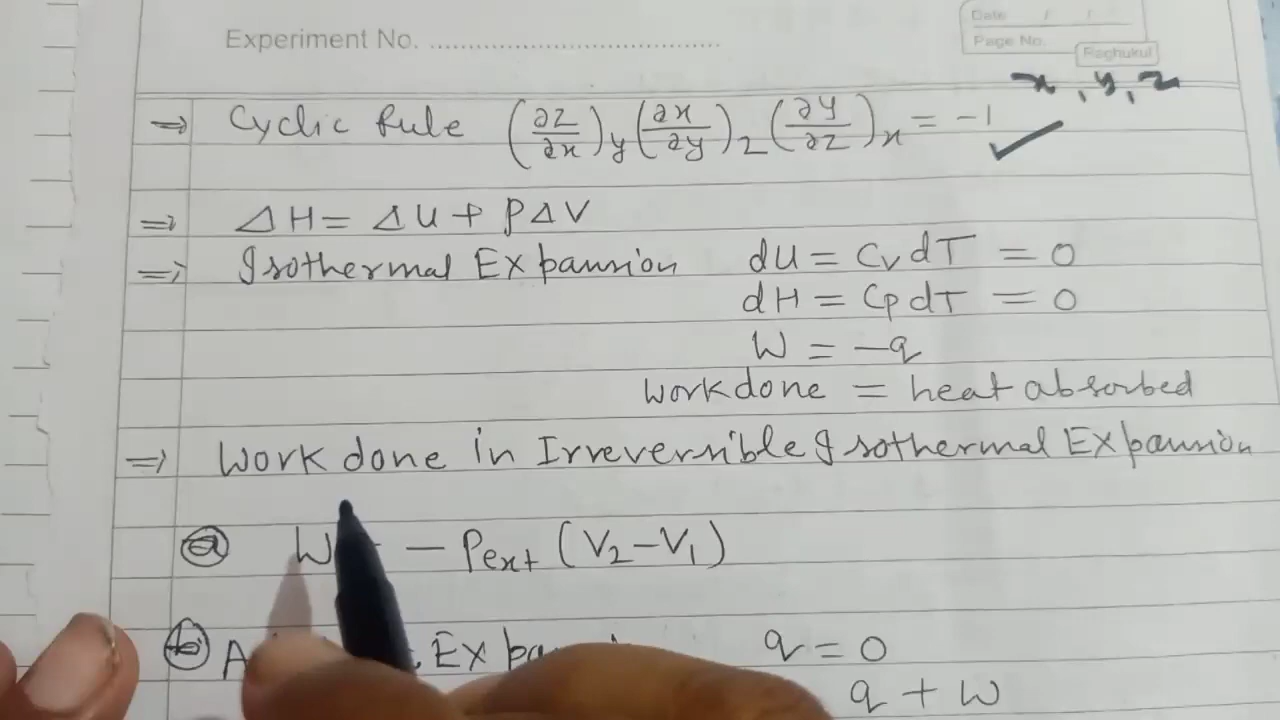 Experiment No. ........................................
Date / /
Page No.
Raghukul
x, y, z
⇒ Cyclic Rule (∂z/∂x)y (∂x/∂y)z (∂y/∂z)x = -1 ✓
⇒ ΔH = ΔU + PΔV
⇒ Isothermal Expansion dU = CvdT = 0
dH = CpdT = 0
W = -q
Workdone = heat absorbed
⇒ Work done in Irreversible Isothermal Expansion
ⓐ W - Pext (V2-V1)
ⓑ q = 0
q + W